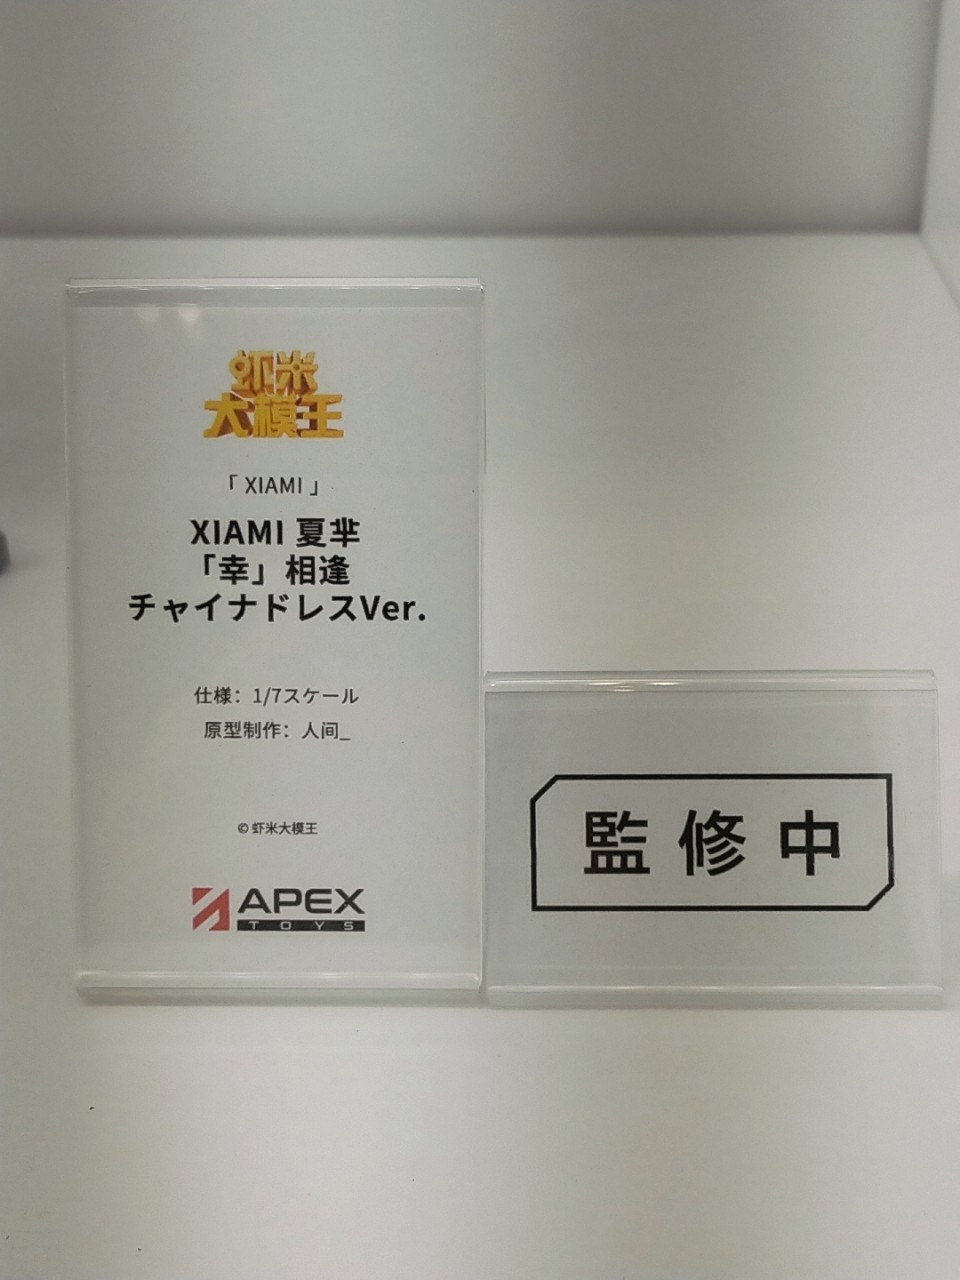 虾米
大模王
「 XIAMI 」
XIAMI 夏芈
「幸」相逢
チャイナドレスVer.
仕様：1/7スケール
原型制作：人间_
© 虾米大模王
APEX
TOYS
監修中